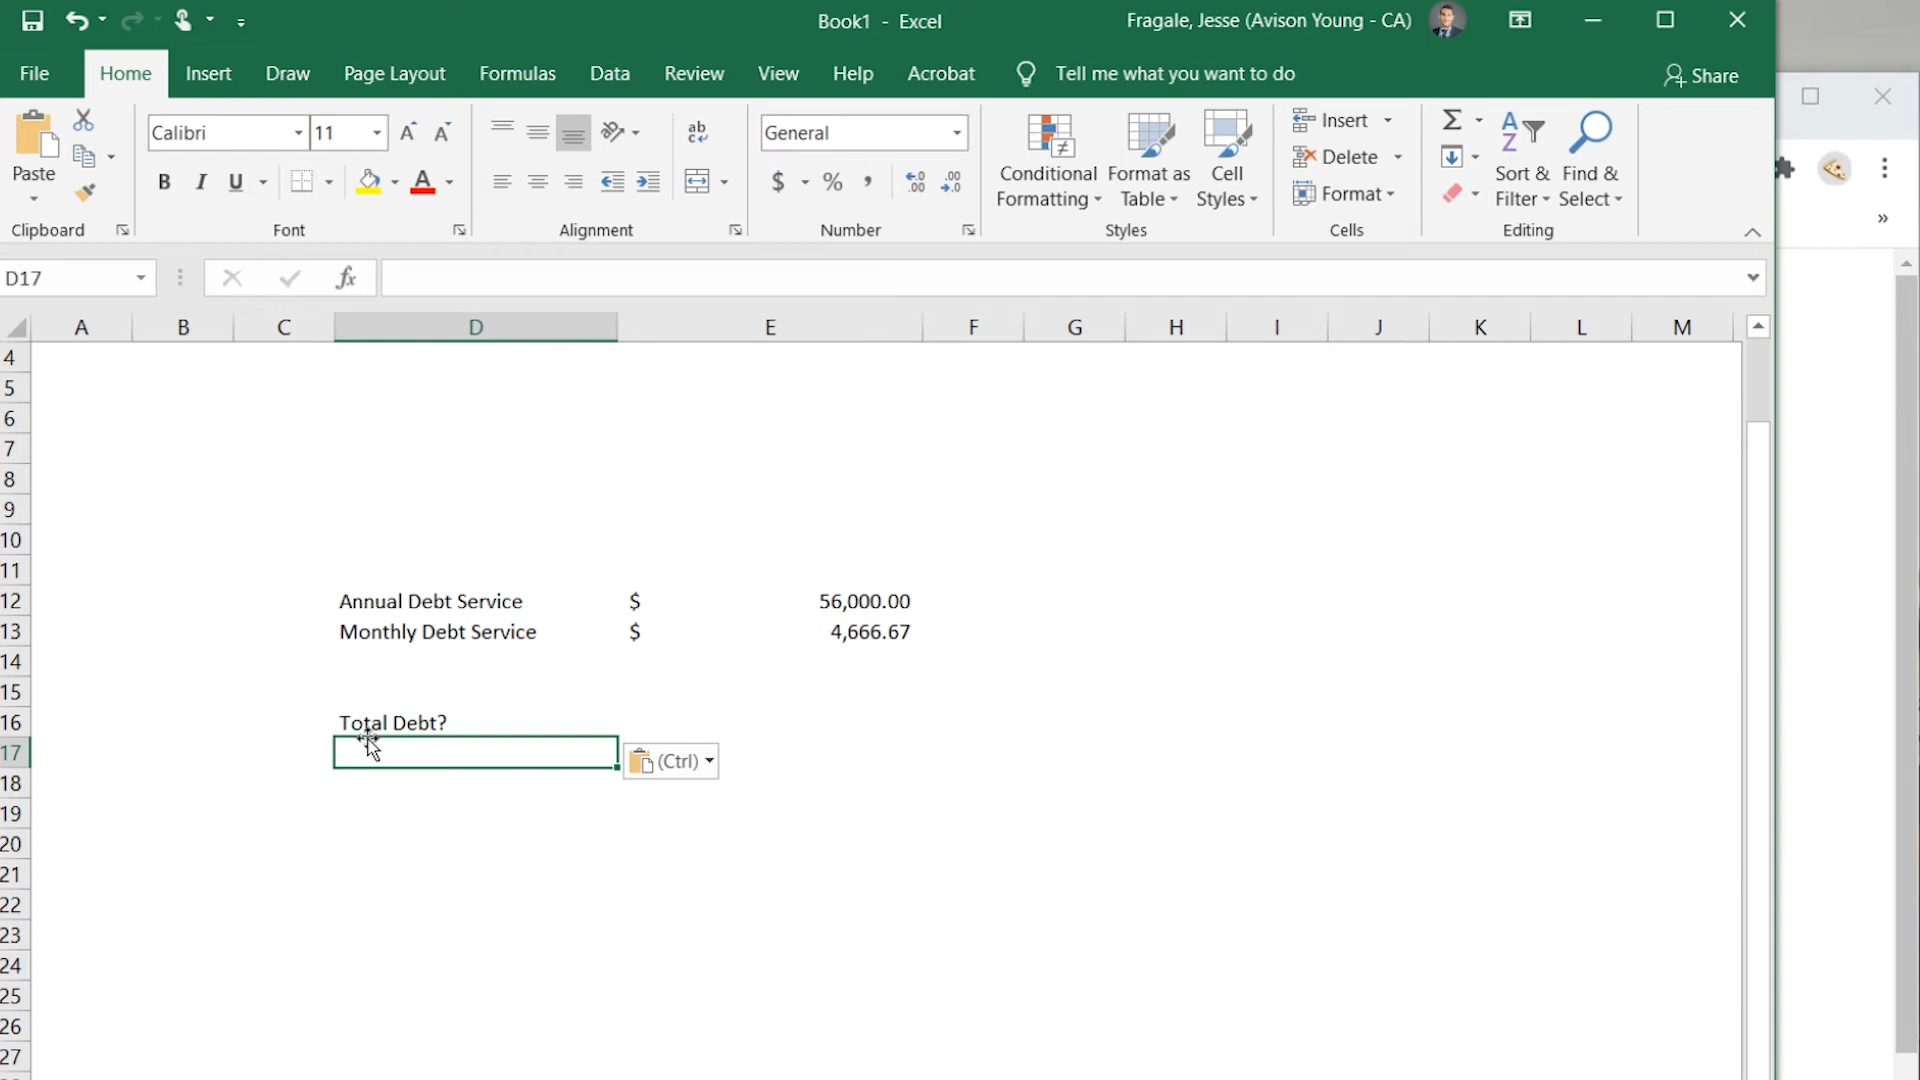 Book1 - Excel
Fragale, Jesse (Avison Young - CA)
File Home Insert Draw Page Layout Formulas Data Review View Help Acrobat Tell me what you want to do Share
Paste
Clipboard
Calibri 11
B I U
Font
ab
Alignment
General
$ % ,
Number
Conditional Formatting
Format as Table
Cell Styles
Styles
Insert
Delete
Format
Cells
Sort & Filter
Find & Select
Editing
D17 fx
A B C D E F G H I J K L M
4
5
6
7
8
9
10
11
12 Annual Debt Service $ 56,000.00
13 Monthly Debt Service $ 4,666.67
14
15
16 Total Debt?
17 (Ctrl)
18
19
20
21
22
23
24
25
26
27